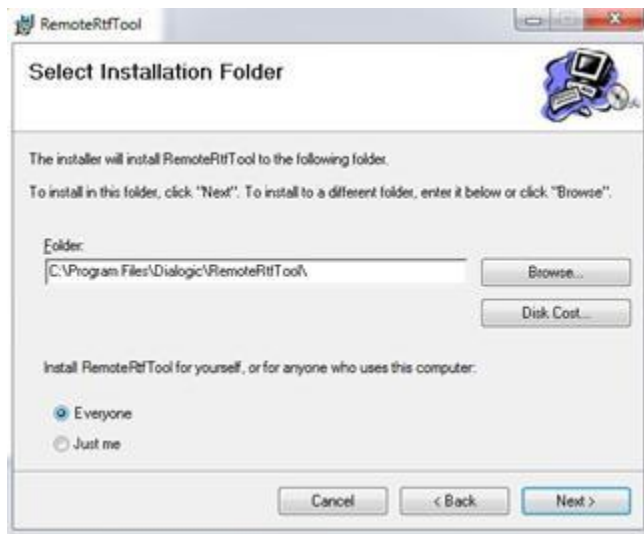 RemoteRtfTool
Select Installation Folder
The installer will install RemoteRtfTool to the following folder.
To install in this folder, click "Next". To install to a different folder, enter it below or click "Browse".
Folder:
C:\Program Files\Dialogic\RemoteRtfTool\
Browse...
Disk Cost...
Install RemoteRtfTool for yourself, or for anyone who uses this computer:
Everyone
Just me
Cancel
< Back
Next >